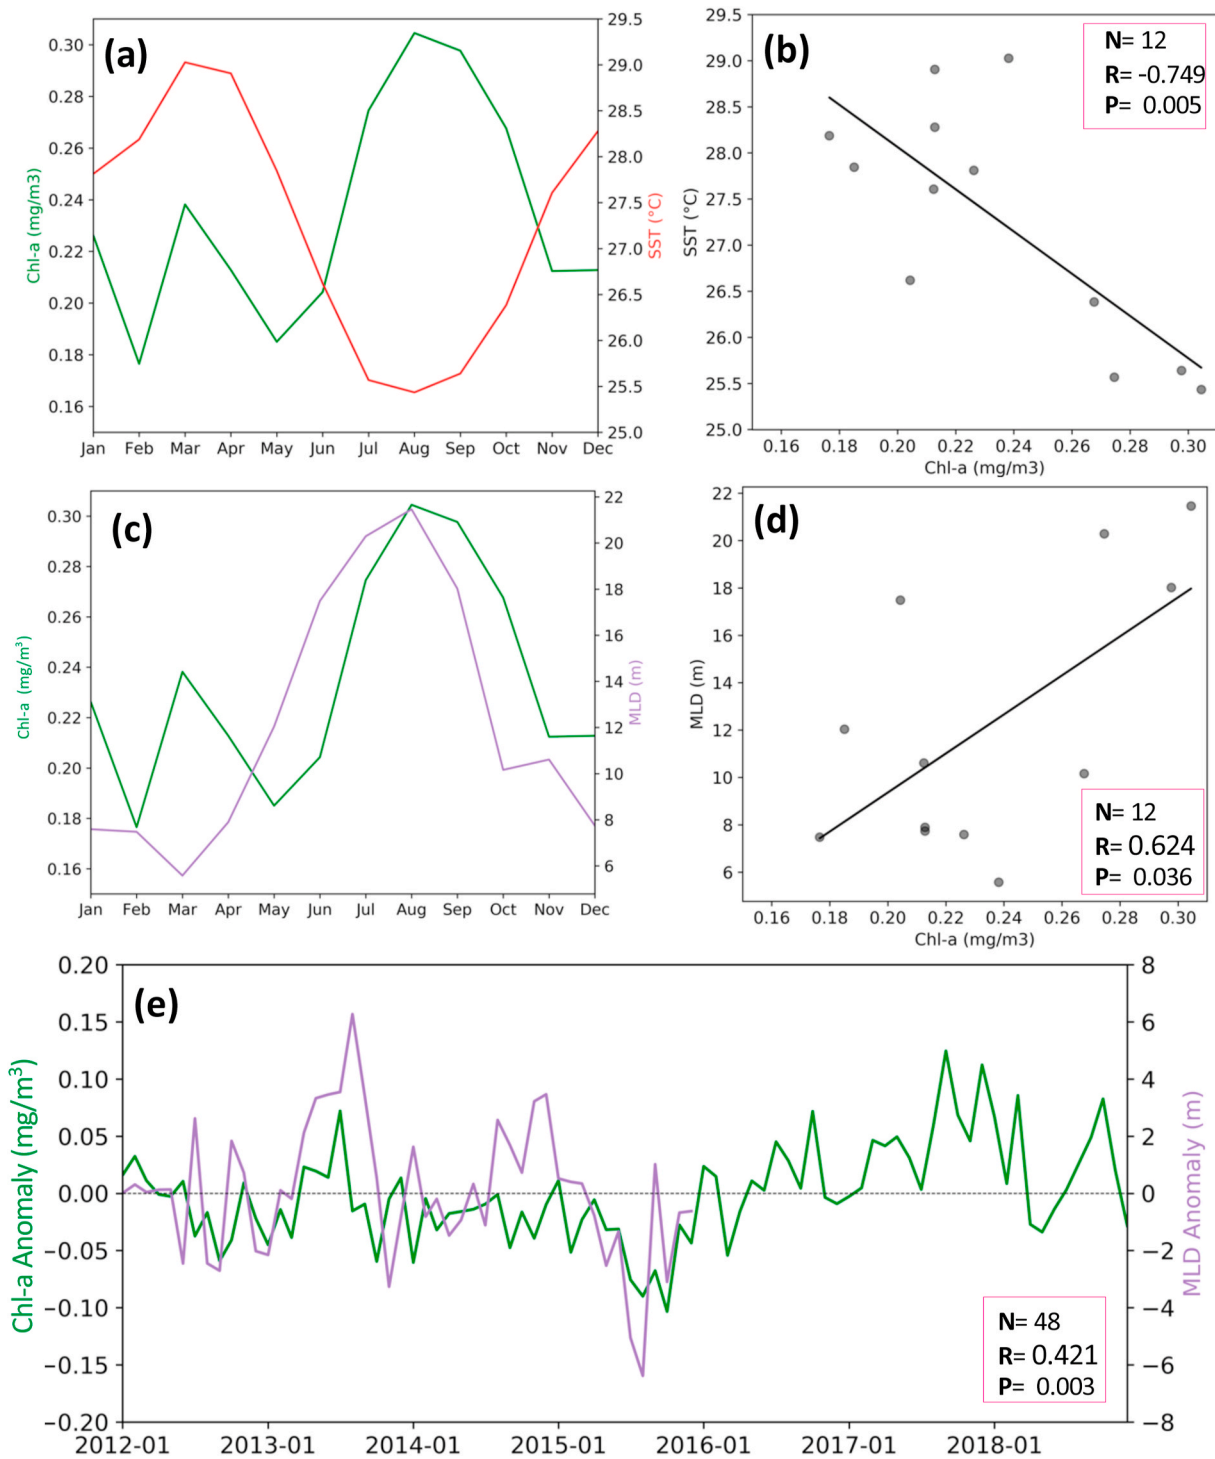 (a)
Chl-a (mg/m3)
0.30
0.28
0.26
0.24
0.22
0.20
0.18
0.16
29.5
29.0
28.5
28.0
27.5
27.0
26.5
26.0
25.5
25.0
SST (°C)
Jan Feb Mar Apr May Jun Jul Aug Sep Oct Nov Dec
(b)
N= 12
R= -0.749
P= 0.005
SST (°C)
29.5
29.0
28.5
28.0
27.5
27.0
26.5
26.0
25.5
25.0
0.16 0.18 0.20 0.22 0.24 0.26 0.28 0.30
Chl-a (mg/m3)
(c)
Chl-a (mg/m³)
0.30
0.28
0.26
0.24
0.22
0.20
0.18
0.16
22
20
18
16
14
12
10
8
6
MLD (m)
Jan Feb Mar Apr May Jun Jul Aug Sep Oct Nov Dec
(d)
MLD (m)
22
20
18
16
14
12
10
8
6
N= 12
R= 0.624
P= 0.036
0.16 0.18 0.20 0.22 0.24 0.26 0.28 0.30
Chl-a (mg/m3)
(e)
Chl-a Anomaly (mg/m³)
0.20
0.15
0.10
0.05
0.00
−0.05
−0.10
−0.15
−0.20
8
6
4
2
0
−2
−4
−6
−8
MLD Anomaly (m)
N= 48
R= 0.421
P= 0.003
2012-01 2013-01 2014-01 2015-01 2016-01 2017-01 2018-01